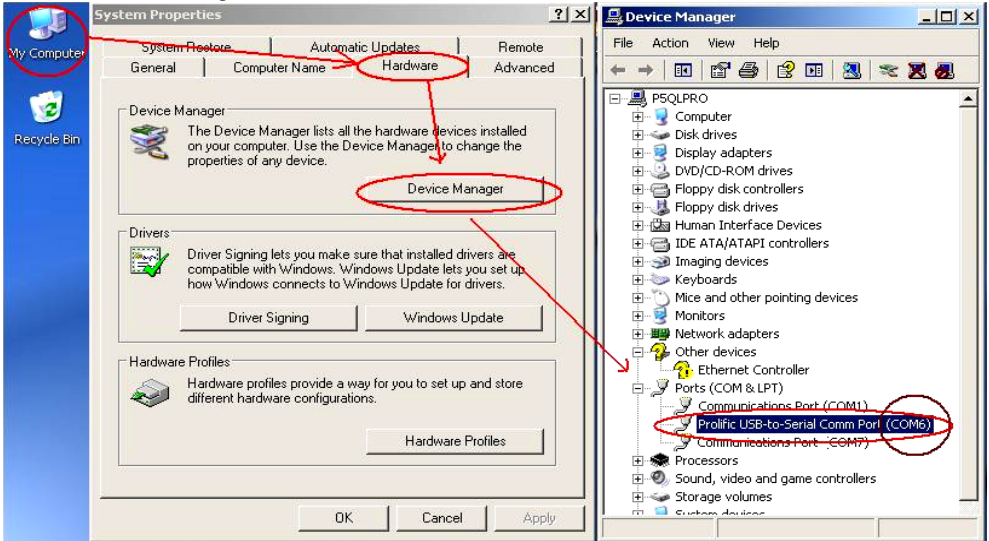 My Computer
Recycle Bin
System Properties
System Restore
Automatic Updates
Remote
General
Computer Name
Hardware
Advanced
Device Manager
The Device Manager lists all the hardware devices installed
on your computer. Use the Device Manager to change the
properties of any device.
Device Manager
Drivers
Driver Signing lets you make sure that installed drivers are
compatible with Windows. Windows Update lets you set up
how Windows connects to Windows Update for drivers.
Driver Signing
Windows Update
Hardware Profiles
Hardware profiles provide a way for you to set up and store
different hardware configurations.
Hardware Profiles
OK
Cancel
Apply
Device Manager
File Action View Help
P5QLPRO
Computer
Disk drives
Display adapters
DVD/CD-ROM drives
Floppy disk controllers
Floppy disk drives
Human Interface Devices
IDE ATA/ATAPI controllers
Imaging devices
Keyboards
Mice and other pointing devices
Monitors
Network adapters
Other devices
Ethernet Controller
Ports (COM & LPT)
Communications Port (COM1)
Prolific USB-to-Serial Comm Port (COM6)
Communications Port (COM7)
Processors
Sound, video and game controllers
Storage volumes
System devices